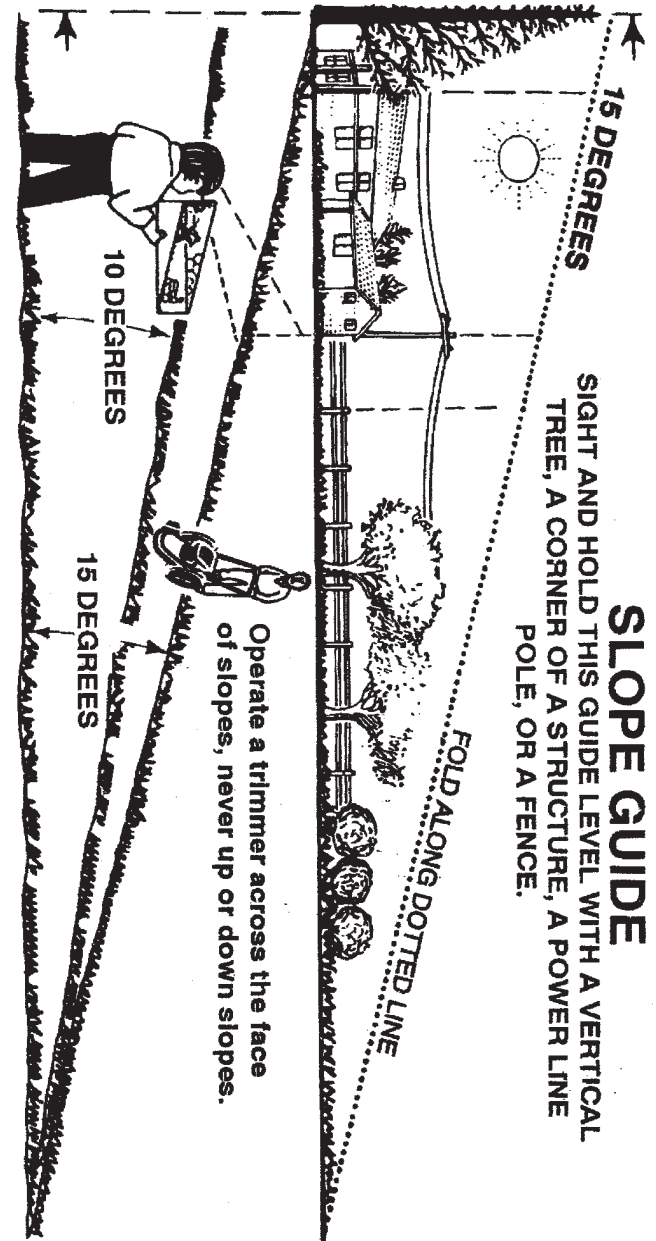 SLOPE GUIDE
SIGHT AND HOLD THIS GUIDE LEVEL WITH A VERTICAL
TREE, A CORNER OF A STRUCTURE, A POWER LINE
POLE, OR A FENCE.
15 DEGREES
FOLD ALONG DOTTED LINE
Operate a trimmer across the face
of slopes, never up or down slopes.
10 DEGREES
15 DEGREES